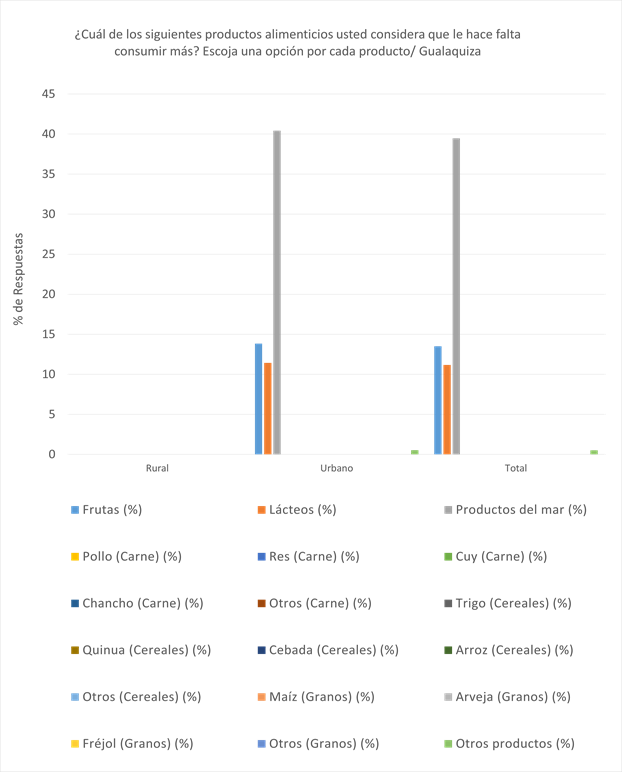 ¿Cuál de los siguientes productos alimenticios usted considera que le hace falta
consumir más? Escoja una opción por cada producto/ Gualaquiza
45
40
35
30
25
20
15
10
5
0
% de Respuestas
Rural
Urbano
Total
Frutas (%)
Lácteos (%)
Productos del mar (%)
Pollo (Carne) (%)
Res (Carne) (%)
Cuy (Carne) (%)
Chancho (Carne) (%)
Otros (Carne) (%)
Trigo (Cereales) (%)
Quinua (Cereales) (%)
Cebada (Cereales) (%)
Arroz (Cereales) (%)
Otros (Cereales) (%)
Maíz (Granos) (%)
Arveja (Granos) (%)
Fréjol (Granos) (%)
Otros (Granos) (%)
Otros productos (%)